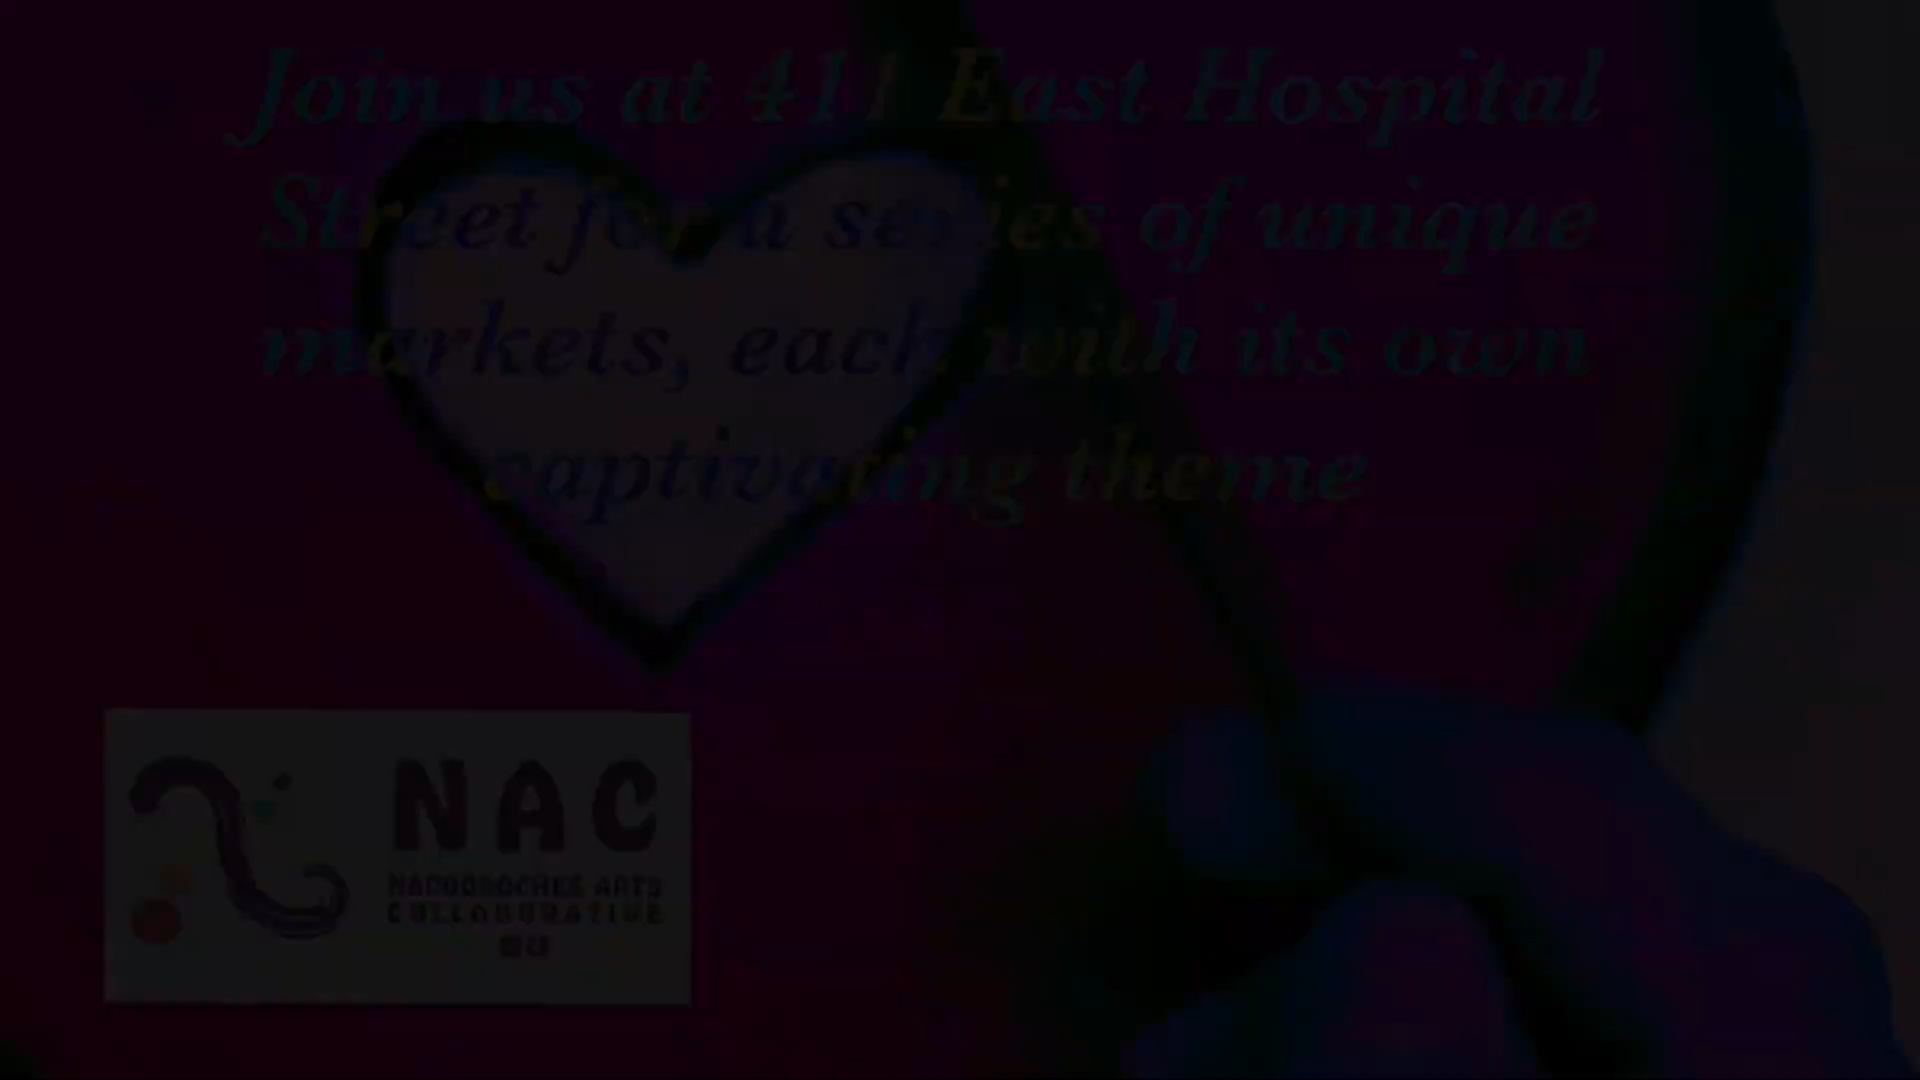 Join us at 411 East Hospital
Street for a series of unique
markets, each with its own
captivating theme
NAC
NACOGDOCHES ARTS
COLLABORATIVE